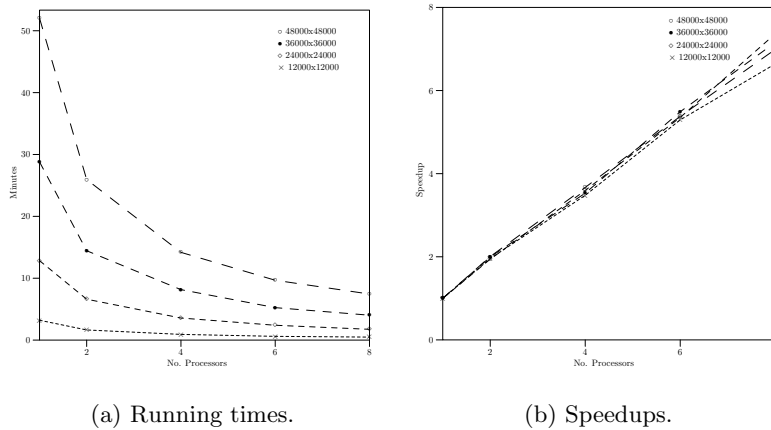 50
40
30
20
10
0
Minutes
2
4
6
8
No. Processors
48000x48000
36000x36000
24000x24000
12000x12000
8
6
4
2
0
Speedup
2
4
6
No. Processors
48000x48000
36000x36000
24000x24000
12000x12000
(a) Running times.
(b) Speedups.